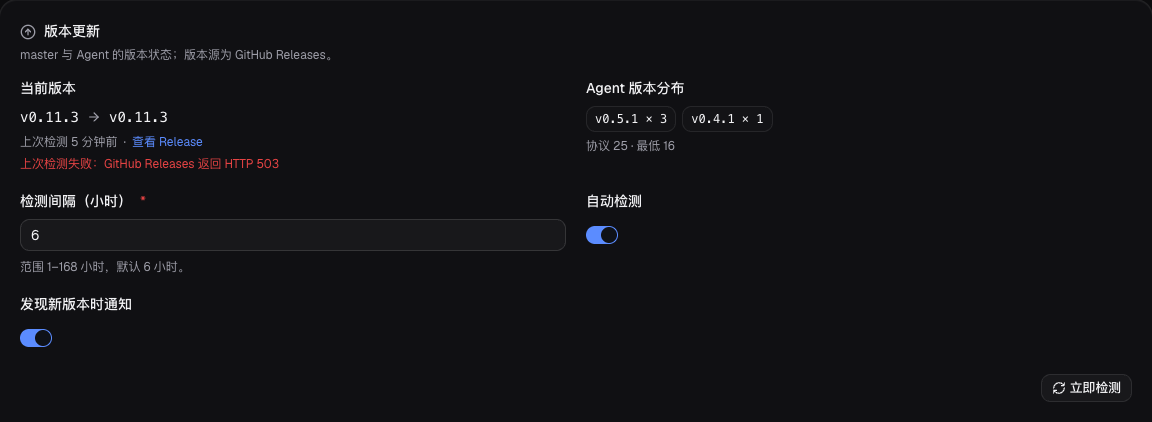 版本更新
master 与 Agent 的版本状态；版本源为 GitHub Releases。
当前版本
v0.11.3 → v0.11.3
上次检测 5 分钟前 · 查看 Release
上次检测失败：GitHub Releases 返回 HTTP 503
Agent 版本分布
v0.5.1 × 3 v0.4.1 × 1
协议 25 · 最低 16
检测间隔（小时） *
6
范围 1–168 小时，默认 6 小时。
自动检测
发现新版本时通知
立即检测